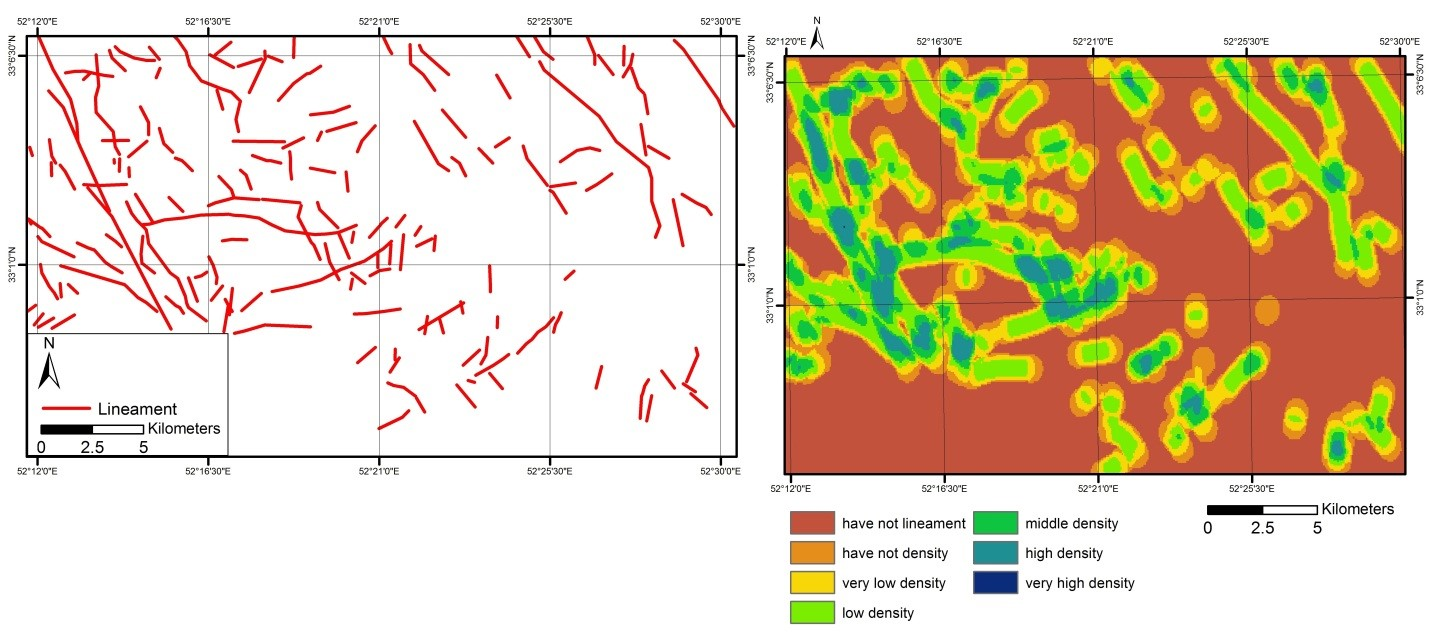 52°12'0"E 52°16'30"E 52°21'0"E 52°25'30"E 52°30'0"E
33°6'30"N 33°6'30"N
33°1'0"N 33°1'0"N
N
Lineament
Kilometers
0 2.5 5
52°12'0"E 52°16'30"E 52°21'0"E 52°25'30"E 52°30'0"E
N
52°12'0"E 52°16'30"E 52°21'0"E 52°25'30"E 52°30'0"E
33°6'30"N 33°6'30"N
33°1'0"N 33°1'0"N
52°12'0"E 52°16'30"E 52°21'0"E 52°25'30"E
have not lineament
have not density
very low density
low density
middle density
high density
very high density
Kilometers
0 2.5 5